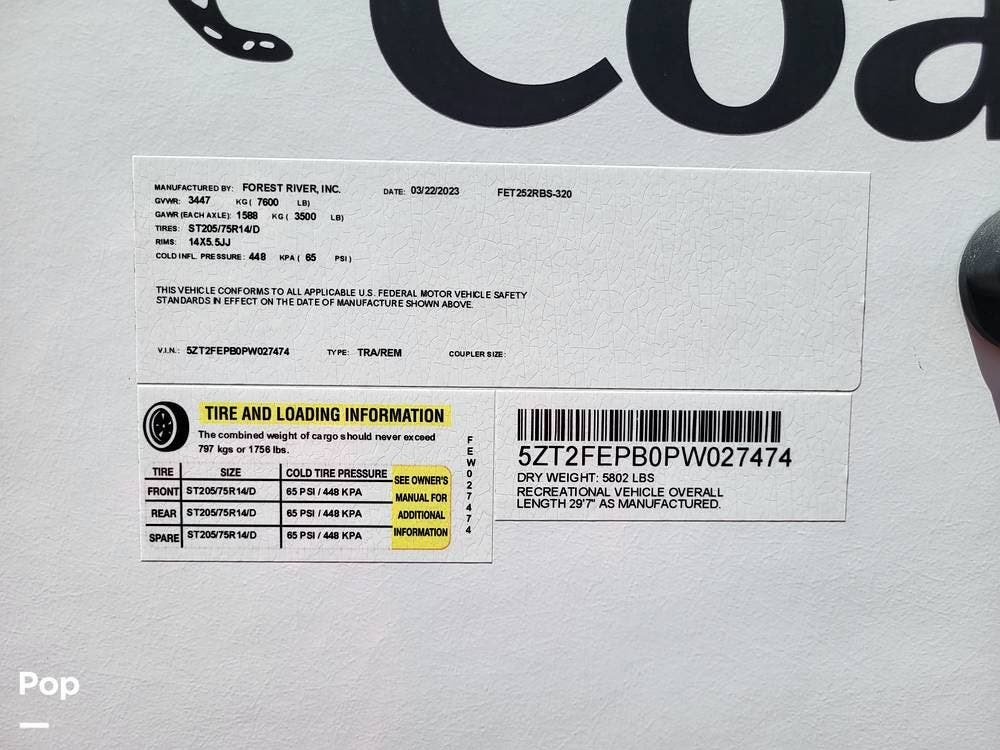 Coa
MANUFACTURED BY: FOREST RIVER, INC. DATE: 03/22/2023 FET252RBS-320
GVWR: 3447 KG ( 7600 LB)
GAWR (EACH AXLE): 1588 KG ( 3500 LB)
TIRES: ST205/75R14/D
RIMS: 14X5.5JJ
COLD INFL. PRESSURE: 448 KPA ( 65 PSI )
THIS VEHICLE CONFORMS TO ALL APPLICABLE U.S. FEDERAL MOTOR VEHICLE SAFETY
STANDARDS IN EFFECT ON THE DATE OF MANUFACTURE SHOWN ABOVE.
V.I.N.: 5ZT2FEPB0PW027474 TYPE: TRA/REM COUPLER SIZE:
TIRE AND LOADING INFORMATION
The combined weight of cargo should never exceed
797 kgs or 1756 lbs.
TIRE SIZE COLD TIRE PRESSURE
FRONT ST205/75R14/D 65 PSI / 448 KPA
REAR ST205/75R14/D 65 PSI / 448 KPA
SPARE ST205/75R14/D 65 PSI / 448 KPA
SEE OWNER'S
MANUAL FOR
ADDITIONAL
INFORMATION
FEW027474
5ZT2FEPB0PW027474
DRY WEIGHT: 5802 LBS
RECREATIONAL VEHICLE OVERALL
LENGTH 29'7" AS MANUFACTURED.
Pop